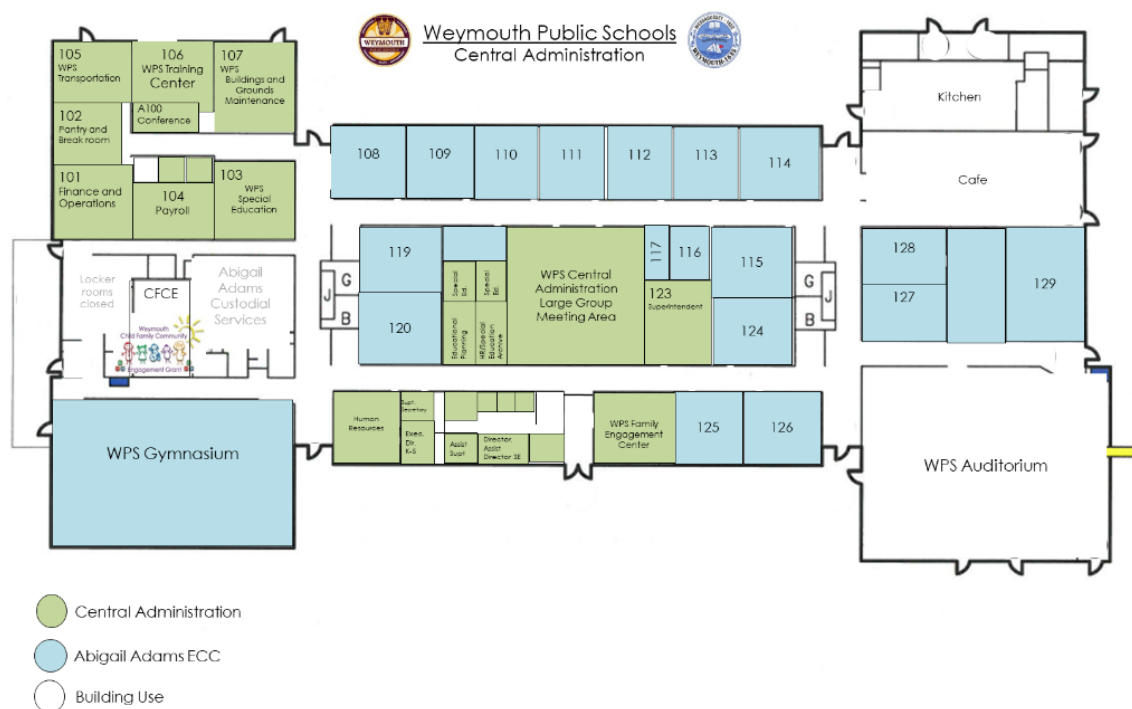 Weymouth Public Schools
Central Administration
WEYMOUTH
105
WPS
Transportation
106
WPS Training
Center
107
WPS
Buildings and
Grounds
Maintenance
A100
Conference
102
Pantry and
Break room
101
Finance and
Operations
104
Payroll
103
WPS
Special
Education
108
109
110
111
112
113
114
Kitchen
Cafe
119
120
Special
Ed.
Special
Ed.
Educational
Planning
HR/Special
Education
Archive
WPS Central
Administration
Large Group
Meeting Area
117
116
123
Superintendent
115
124
G
J
B
G
J
B
128
127
129
Locker
rooms
closed
CFCE
Abigail
Adams
Custodial
Services
Weymouth
Child Family Community
Engagement Grant
WPS Gymnasium
Human
Resources
Supt.
Secretary
Exec.
Dir.
K-5
Assist
Supt
Director,
Assist
Director SE
WPS Family
Engagement
Center
125
126
WPS Auditorium
Central Administration
Abigail Adams ECC
Building Use